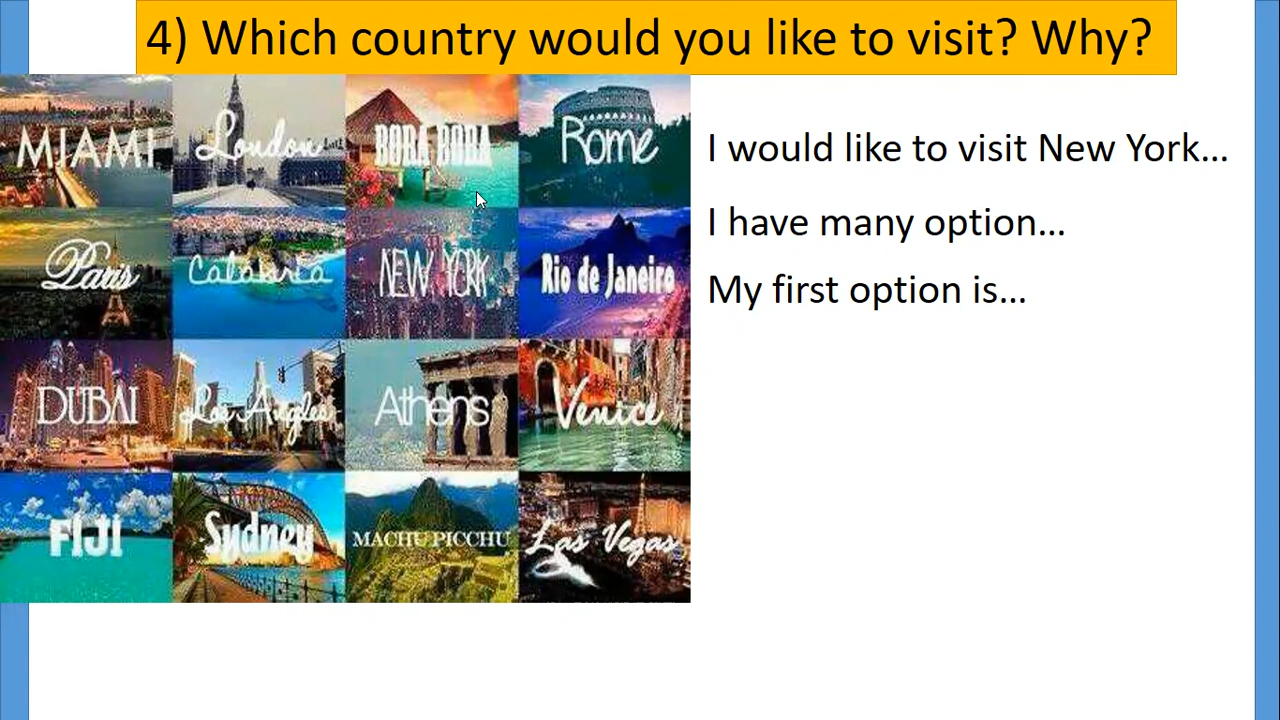 4) Which country would you like to visit? Why?
MIAMI London BORA BORA Rome
Paris Calabria NEW YORK Rio de Janeiro
DUBAI Los Angles Athens Venice
FIJI Sydney MACHU PICCHU Las Vegas
I would like to visit New York...
I have many option...
My first option is...